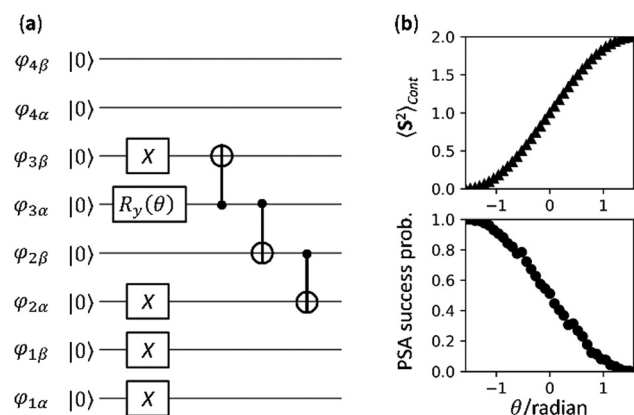 (a)
φ4β |0⟩
φ4α |0⟩
φ3β |0⟩ X
φ3α |0⟩ Ry(θ)
φ2β |0⟩
φ2α |0⟩ X
φ1β |0⟩ X
φ1α |0⟩ X
(b)
2.0
1.5
1.0
0.5
0.0
⟨S²⟩Cont
−1 0 1
1.0
0.8
0.6
0.4
0.2
0.0
PSA success prob.
−1 0 1
θ/radian